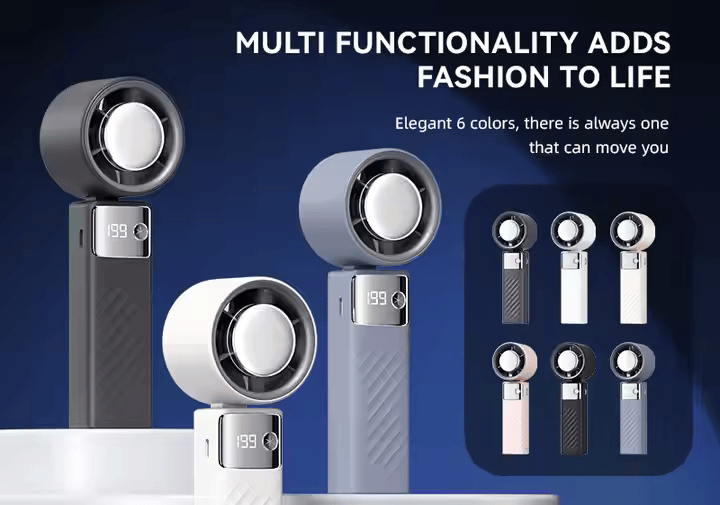 MULTI FUNCTIONALITY ADDS
FASHION TO LIFE
Elegant 6 colors, there is always one
that can move you
199
199
199